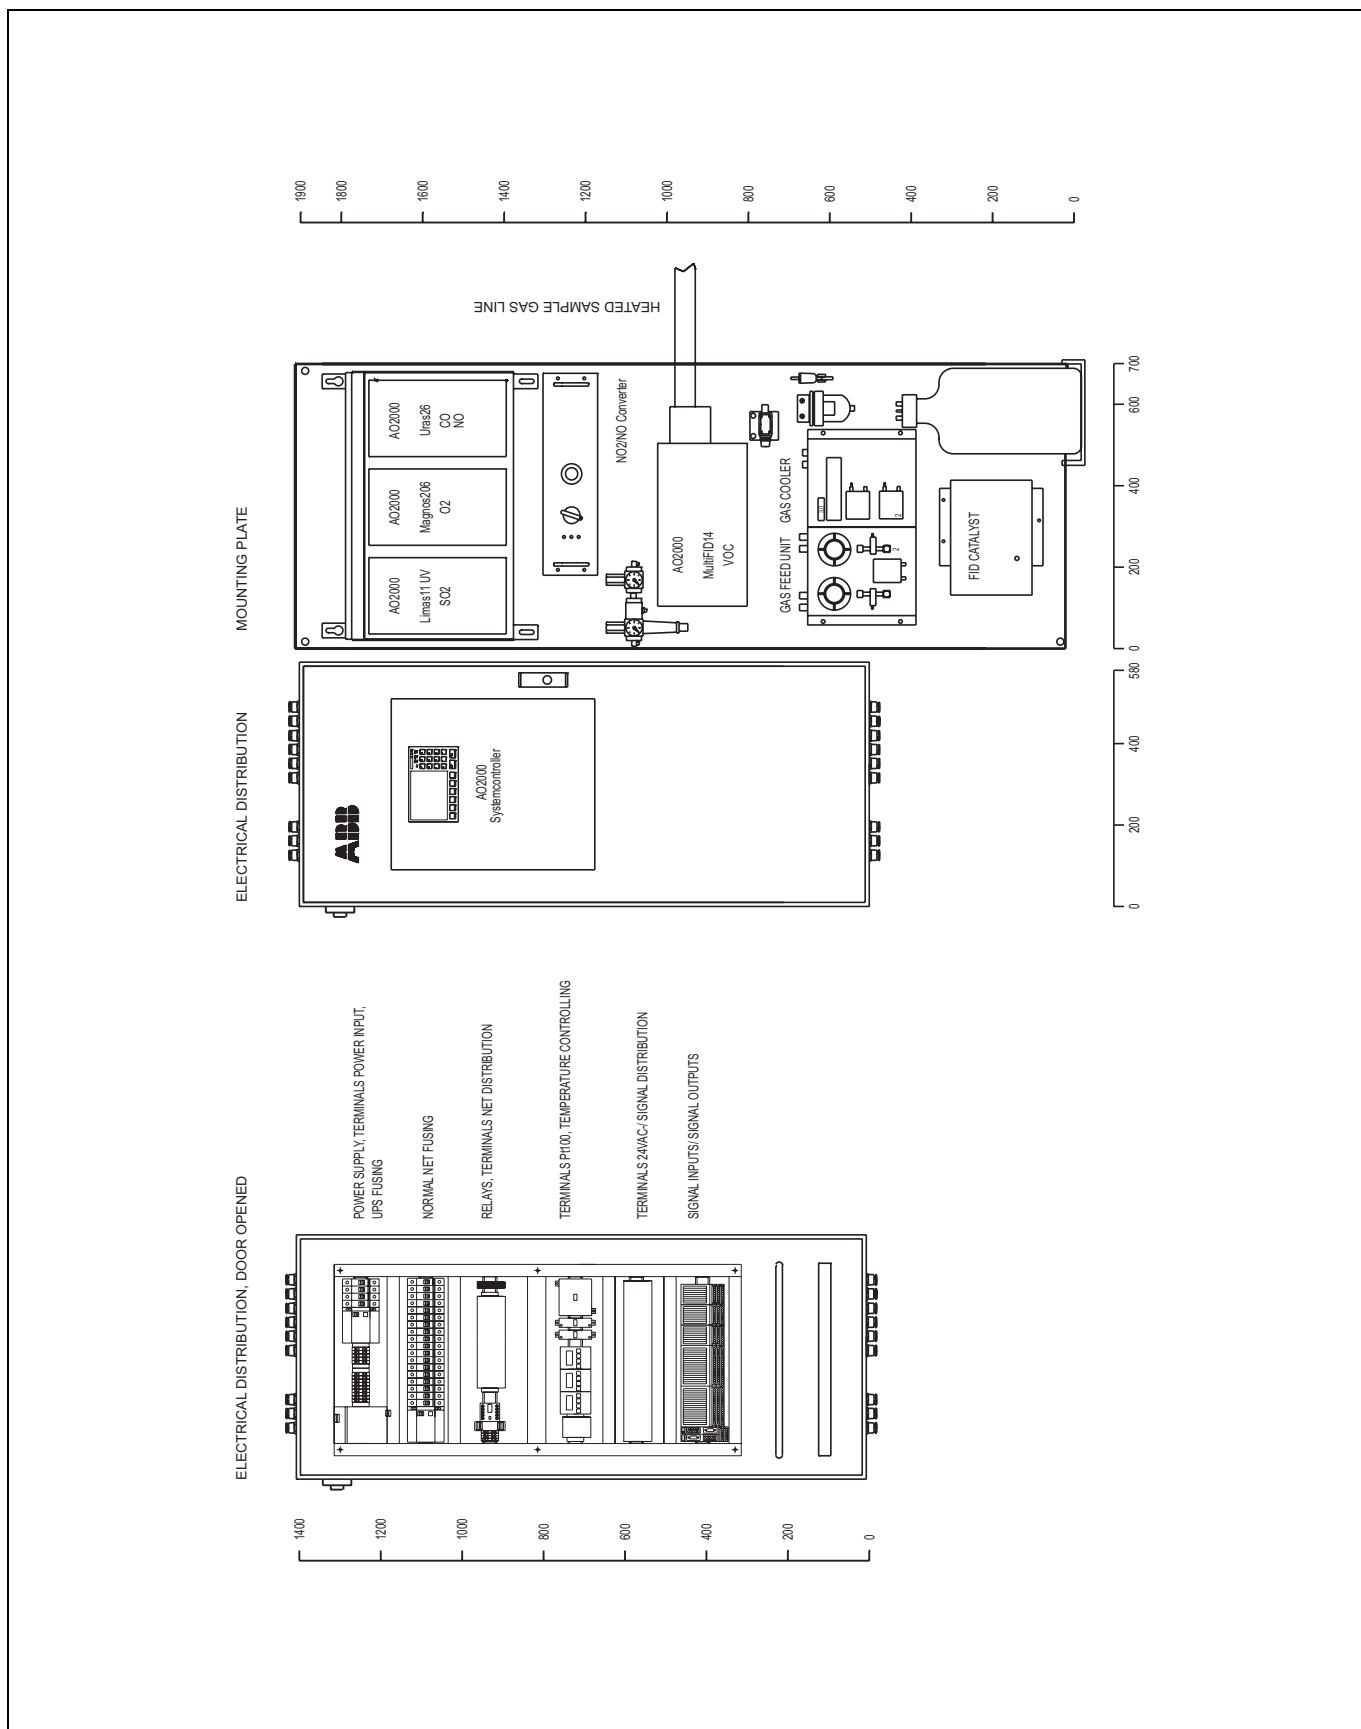 ELECTRICAL DISTRIBUTION, DOOR OPENED
ELECTRICAL DISTRIBUTION
MOUNTING PLATE
1400
1200
1000
800
600
400
200
0
POWER SUPPLY, TERMINALS POWER INPUT,
UPS FUSING
NORMAL NET FUSING
RELAYS, TERMINALS NET DISTRIBUTION
TERMINALS Pt100, TEMPERATURE CONTROLLING
TERMINALS 24VAC-/ SIGNAL DISTRIBUTION
SIGNAL INPUTS/ SIGNAL OUTPUTS
ABB
AO2000
Systemcontroller
0
200
400
580
AO2000
Limas11 UV
SO2
AO2000
Magnos206
O2
AO2000
Uras26
CO
NO
NO2/NO Converter
HEATED SAMPLE GAS LINE
AO2000
MultiFID14
VOC
GAS FEED UNIT
GAS COOLER
3.0
2
2
FID CATALYST
0
200
400
600
700
1900
1800
1600
1400
1200
1000
800
600
400
200
0